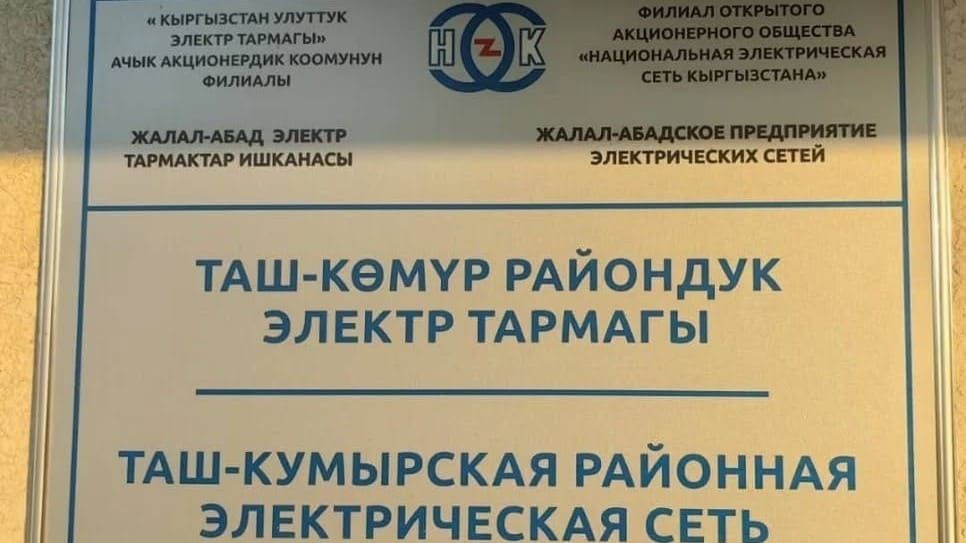 « КЫРГЫЗСТАН УЛУТТУК
ЭЛЕКТР ТАРМАГЫ»
АЧЫК АКЦИОНЕРДИК КООМУНУН
ФИЛИАЛЫ
ЖАЛАЛ-АБАД ЭЛЕКТР
ТАРМАКТАР ИШКАНАСЫ
НЭК
ФИЛИАЛ ОТКРЫТОГО
АКЦИОНЕРНОГО ОБЩЕСТВА
«НАЦИОНАЛЬНАЯ ЭЛЕКТРИЧЕСКАЯ
СЕТЬ КЫРГЫЗСТАНА»
ЖАЛАЛ-АБАДСКОЕ ПРЕДПРИЯТИЕ
ЭЛЕКТРИЧЕСКИХ СЕТЕЙ
ТАШ-КӨМҮР РАЙОНДУК
ЭЛЕКТР ТАРМАГЫ
ТАШ-КУМЫРСКАЯ РАЙОННАЯ
ЭЛЕКТРИЧЕСКАЯ СЕТЬ